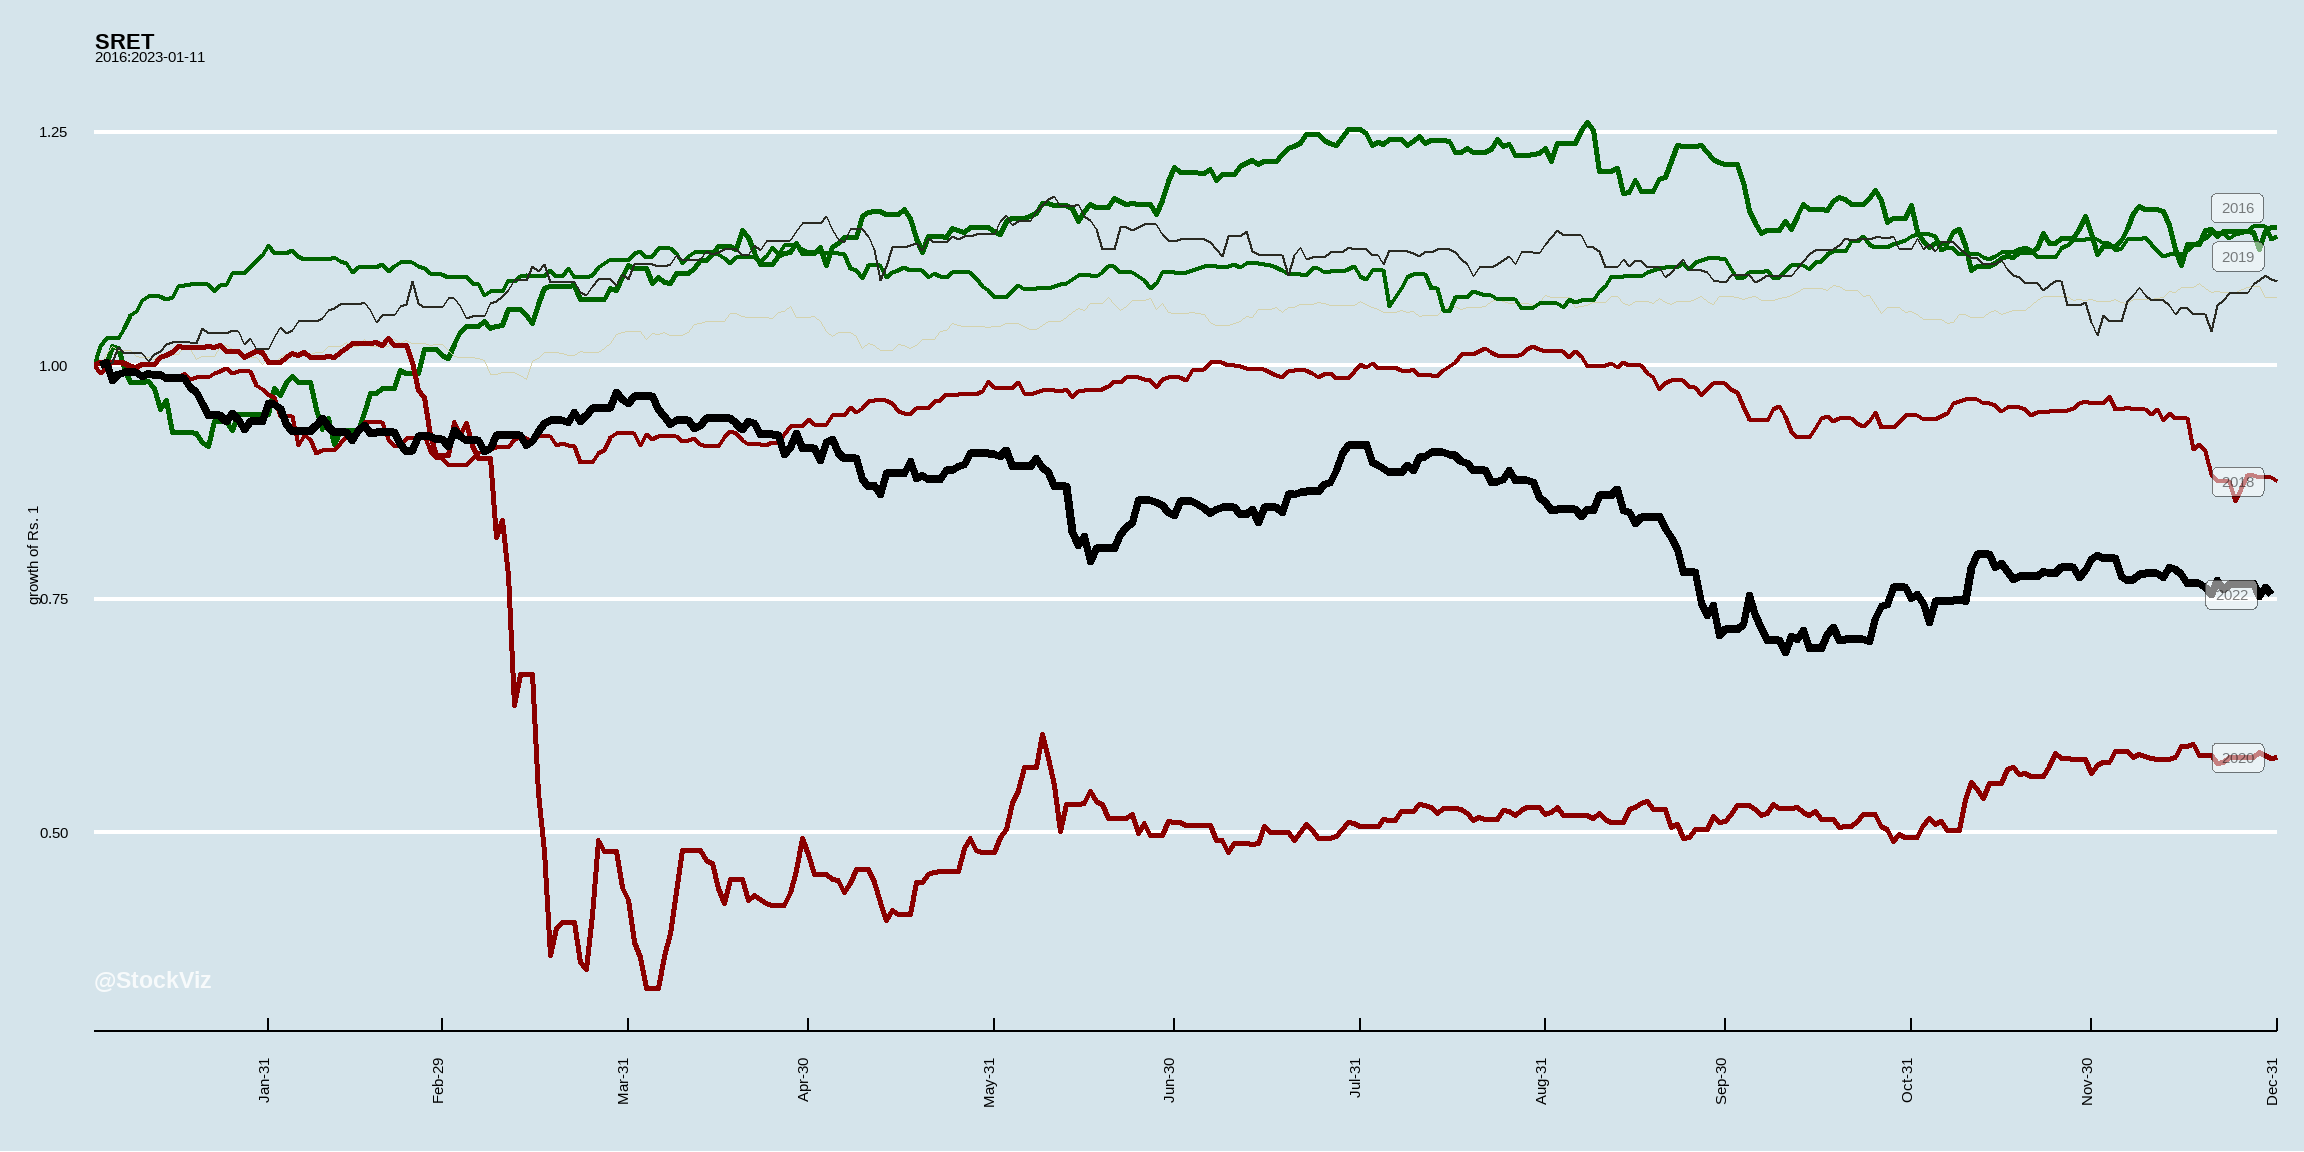 SRET
2016:2023-01-11
1.25
2016
2019
1.00
2018
growth of Rs. 1
0.75
2022
2020
0.50
@StockViz
Jan-31
Feb-29
Mar-31
Apr-30
May-31
Jun-30
Jul-31
Aug-31
Sep-30
Oct-31
Nov-30
Dec-31